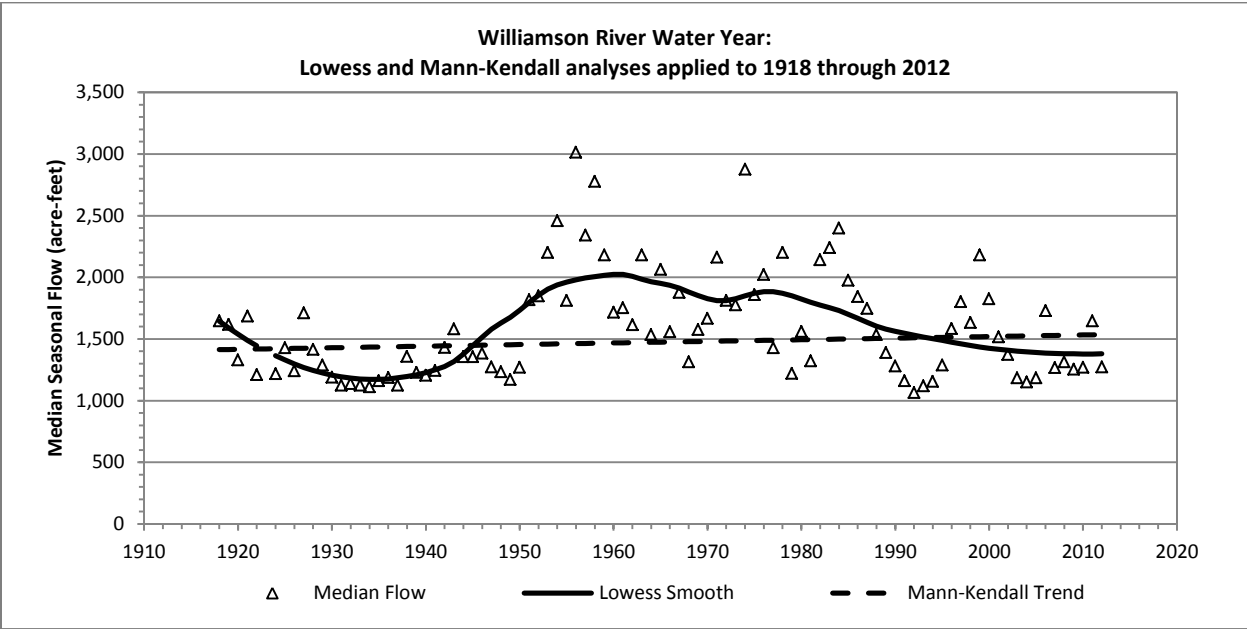 Williamson River Water Year:
Lowess and Mann-Kendall analyses applied to 1918 through 2012
Median Seasonal Flow (acre-feet)
3,500
3,000
2,500
2,000
1,500
1,000
500
0
1910 1920 1930 1940 1950 1960 1970 1980 1990 2000 2010 2020
Median Flow Lowess Smooth Mann-Kendall Trend